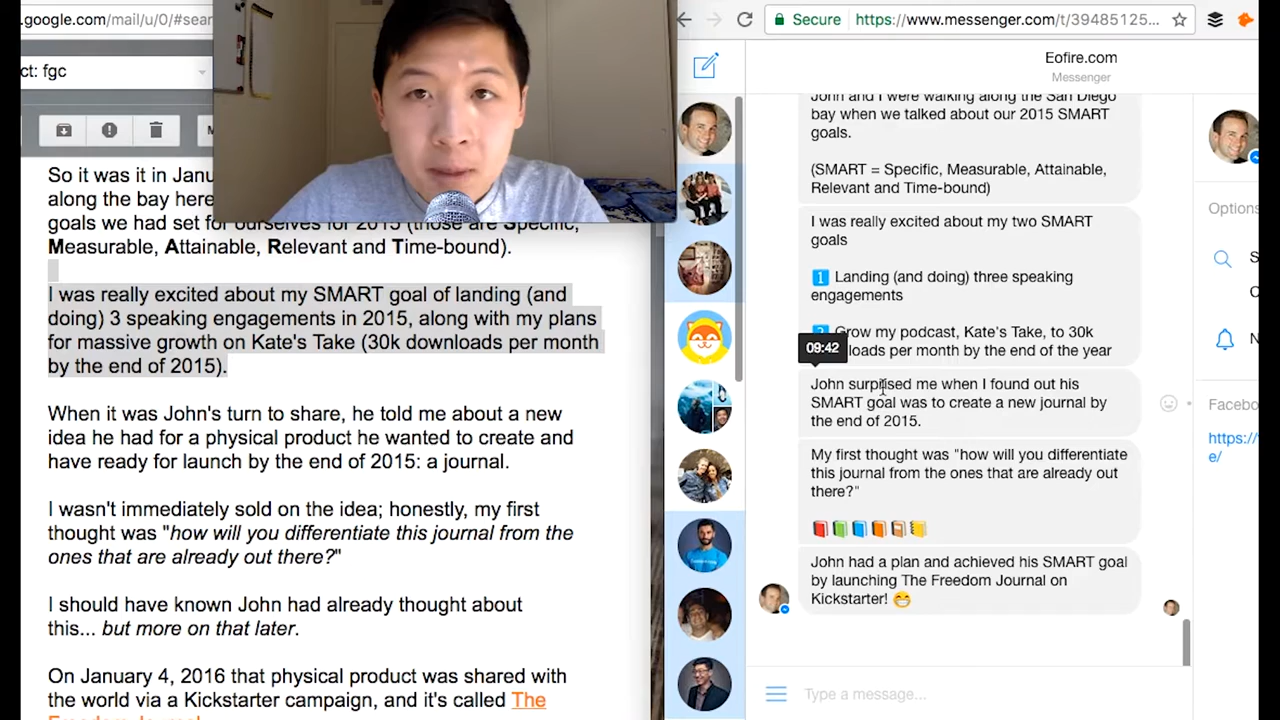 .google.com/mail/u/0/#sear
ct: fgc
So it was it in Janu
along the bay here
goals we had set for ourselves for 2015 (those are Specific,
Measurable, Attainable, Relevant and Time-bound).
I was really excited about my SMART goal of landing (and
doing) 3 speaking engagements in 2015, along with my plans
for massive growth on Kate's Take (30k downloads per month
by the end of 2015).
When it was John's turn to share, he told me about a new
idea he had for a physical product he wanted to create and
have ready for launch by the end of 2015: a journal.
I wasn't immediately sold on the idea; honestly, my first
thought was "how will you differentiate this journal from the
ones that are already out there?"
I should have known John had already thought about
this... but more on that later.
On January 4, 2016 that physical product was shared with
the world via a Kickstarter campaign, and it's called The
Freedom Journal
Secure https://www.messenger.com/t/39485125...
Eofire.com
Messenger
John and I were walking along the San Diego
bay when we talked about our 2015 SMART
goals.
(SMART = Specific, Measurable, Attainable,
Relevant and Time-bound)
I was really excited about my two SMART
goals
1 Landing (and doing) three speaking
engagements
Grow my podcast, Kate's Take, to 30k
loads per month by the end of the year
09:42
John surprised me when I found out his
SMART goal was to create a new journal by
the end of 2015.
My first thought was "how will you differentiate
this journal from the ones that are already out
there?"
John had a plan and achieved his SMART goal
by launching The Freedom Journal on
Kickstarter!
Type a message...
Options
S
C
N
Facebo
https://
e/